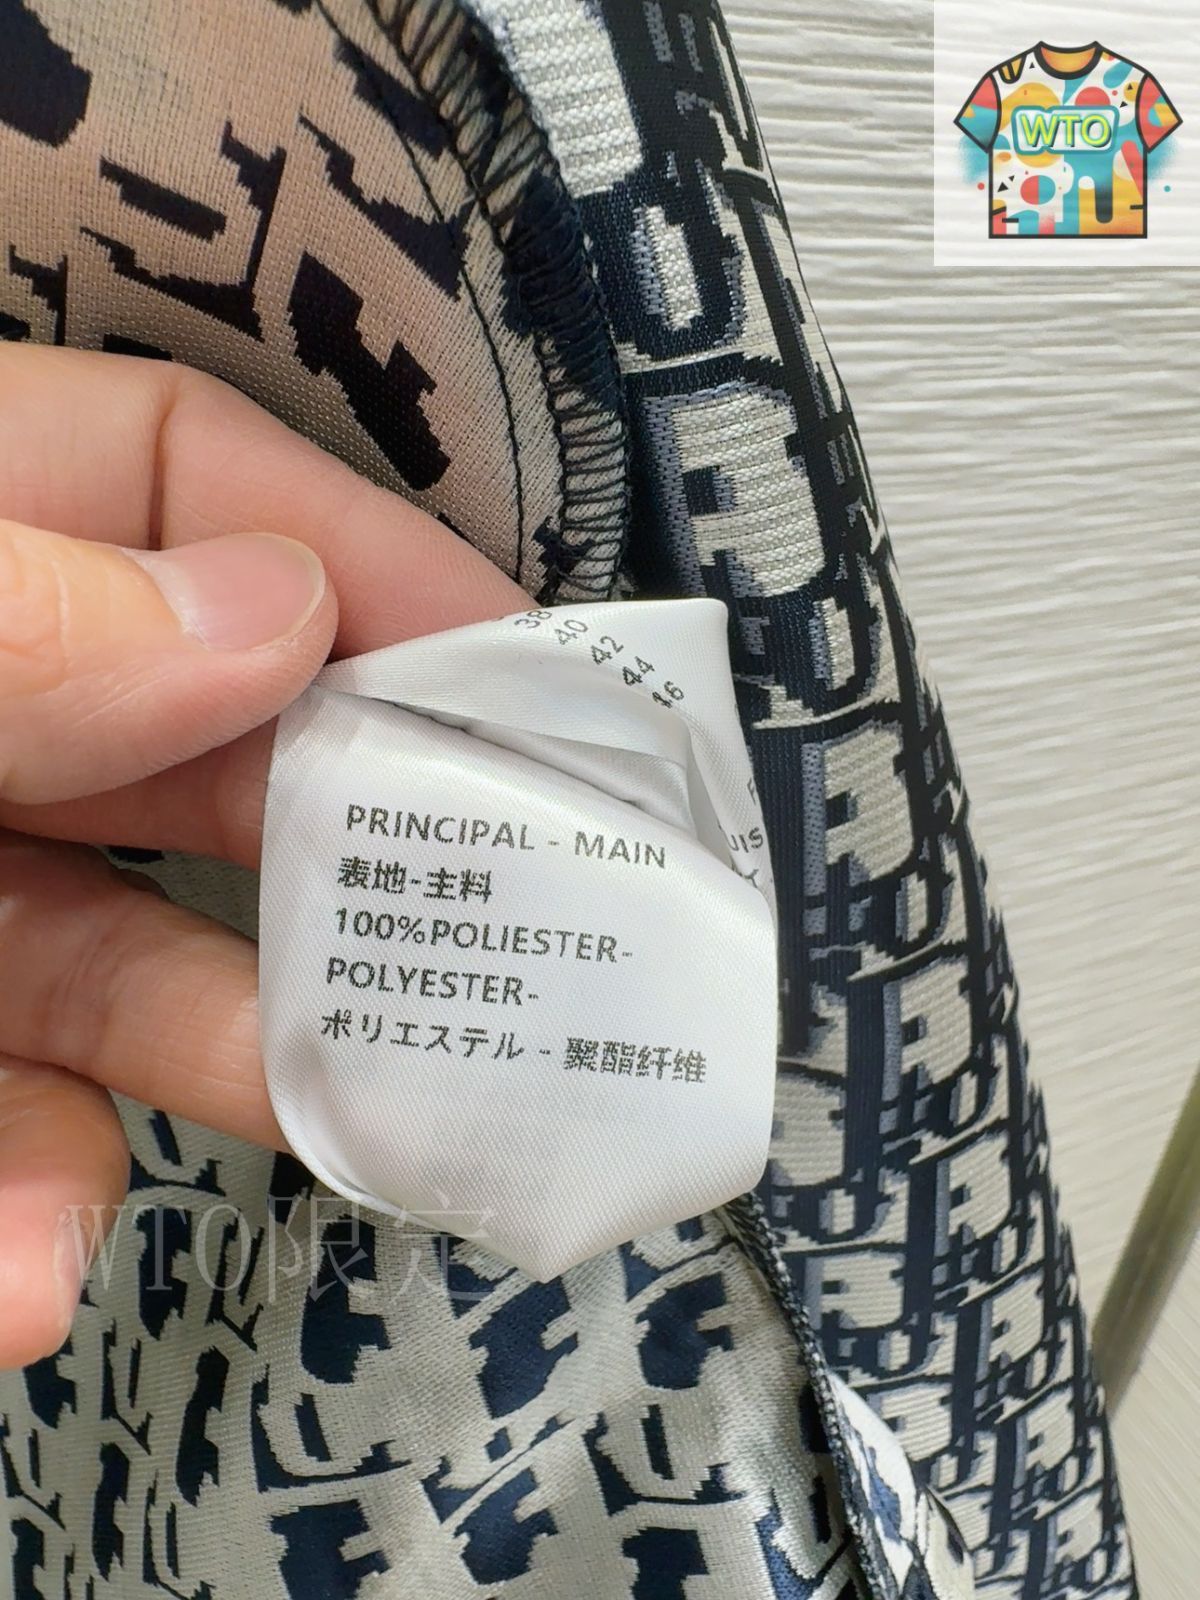 WTO
38
40
42
44
46
PRINCIPAL - MAIN
表地-主料
100%POLIESTER-
POLYESTER-
ポリエステル - 聚酯纤维
WTO限定